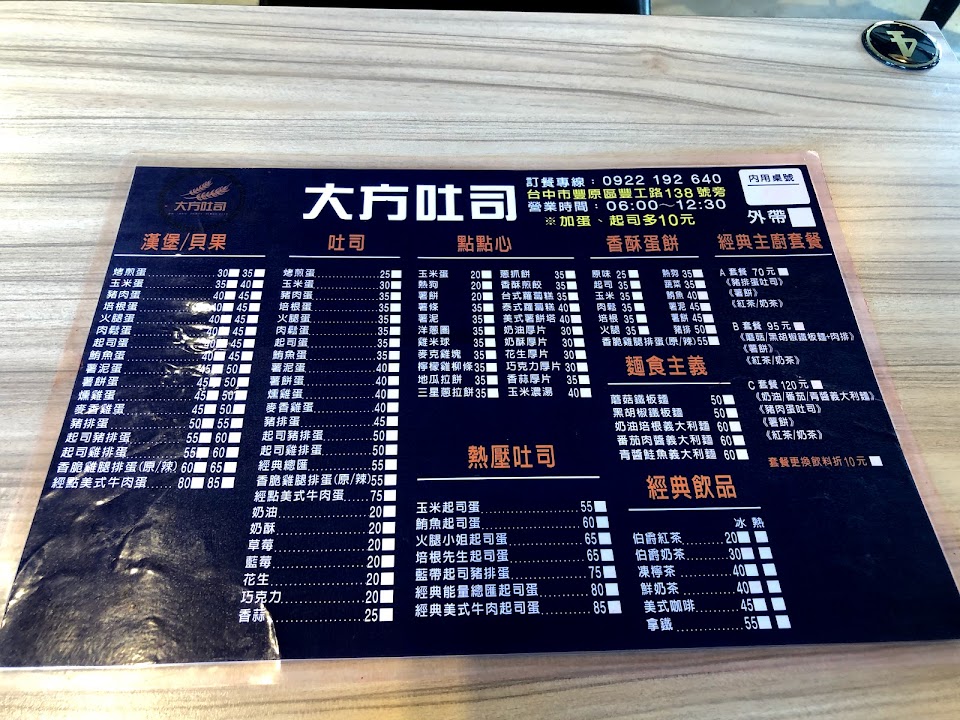 大方吐司
大方吐司
訂餐專線：0922 192 640
台中市豐原區豐工路138號旁
營業時間：06:00～12:30
※加蛋、起司多10元
內用桌號
外帶
漢堡/貝果
烤煎蛋 30 35
玉米蛋 35 40
豬肉蛋 40 45
培根蛋 40 45
火腿蛋 40 45
肉鬆蛋 40 45
起司蛋 40 45
鮪魚蛋 40 45
薯泥蛋 45 50
薯餅蛋 45 50
燻雞蛋 45 50
麥香雞蛋 45 50
豬排蛋 50 55
起司豬排蛋 55 60
起司雞排蛋 55 60
香脆雞腿排蛋(原/辣) 60 65
經點美式牛肉蛋 80 85
吐司
烤煎蛋 25
玉米蛋 30
豬肉蛋 35
培根蛋 35
火腿蛋 35
肉鬆蛋 35
起司蛋 35
鮪魚蛋 35
薯泥蛋 40
薯餅蛋 40
燻雞蛋 40
麥香雞蛋 40
豬排蛋 45
起司豬排蛋 50
起司雞排蛋 50
經典總匯 55
香脆雞腿排蛋(原/辣) 55
經點美式牛肉蛋 75
奶油 20
奶酥 20
草莓 20
藍莓 20
花生 20
巧克力 20
香蒜 25
點點心
玉米蛋 20
熱狗 20
薯餅 20
薯條 35
薯泥 35
洋蔥圈 35
雞米球 35
麥克雞塊 35
檸檬雞柳條 35
地瓜拉餅 35
三星蔥拉餅 35
蔥抓餅 35
香酥煎餃 35
台式蘿蔔糕 35
泰式蘿蔔糕 40
美式薯餅塔 40
奶油厚片 30
奶酥厚片 30
花生厚片 30
巧克力厚片 30
香蒜厚片 35
玉米濃湯 40
香酥蛋餅
原味 25
起司 35
玉米 35
肉鬆 35
培根 35
火腿 35
熱狗 35
蔬菜 35
鮪魚 40
薯泥 45
薯餅 45
豬排 50
香脆雞腿排蛋(原/辣) 55
麵食主義
蘑菇鐵板麵 50
黑胡椒鐵板麵 50
奶油培根義大利麵 60
番茄肉醬義大利麵 60
青醬鮭魚義大利麵 60
經典主廚套餐
A 套餐 70元
《豬排蛋吐司》
《薯餅》
《紅茶/奶茶》
B 套餐 95元
《蘑菇/黑胡椒鐵板麵+肉排》
《薯餅》
《紅茶/奶茶》
C 套餐 120元
《奶油/番茄/青醬義大利麵》
《豬肉蛋吐司》
《薯餅》
《紅茶/奶茶》
套餐更換飲料折10元
熱壓吐司
玉米起司蛋 55
鮪魚起司蛋 60
火腿小姐起司蛋 65
培根先生起司蛋 65
藍帶起司豬排蛋 75
經典能量總匯起司蛋 80
經典美式牛肉起司蛋 85
經典飲品
冰 熱
伯爵紅茶 20
伯爵奶茶 30
凍檸茶 40
鮮奶茶 40
美式咖啡 45
拿鐵 55